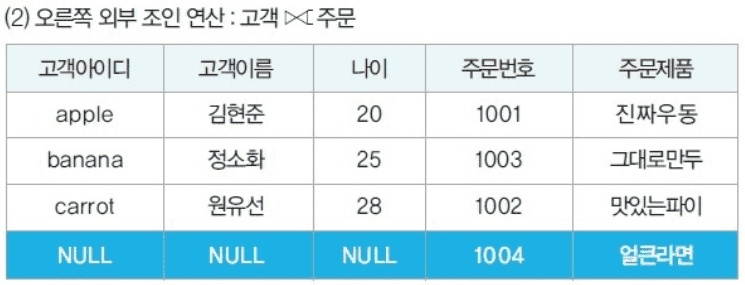 (2) 오른쪽 외부 조인 연산 : 고객 ⟖ 주문
고객아이디 고객이름 나이 주문번호 주문제품
apple 김현준 20 1001 진짜우동
banana 정소화 25 1003 그대로만두
carrot 원유선 28 1002 맛있는파이
NULL NULL NULL 1004 얼큰라면